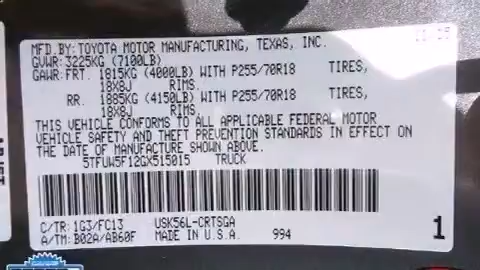 MFD.BY: TOYOTA MOTOR MANUFACTURING, TEXAS, INC.
GVWR: 3225KG (7100LB)
GAWR: FRT. 1815KG (4000LB) WITH P255/70R18 TIRES,
18X8J RIMS.
RR. 1885KG (4150LB) WITH P255/70R18 TIRES,
18X8J RIMS.
THIS VEHICLE CONFORMS TO ALL APPLICABLE FEDERAL MOTOR
VEHICLE SAFETY AND THEFT PREVENTION STANDARDS IN EFFECT ON
THE DATE OF MANUFACTURE SHOWN ABOVE.
5TFUW5F12GX515015 TRUCK
C/TR: 1G3/FC13 USK56L-CRTSGA
A/TM: B02A/AB60F MADE IN U.S.A. 994
1